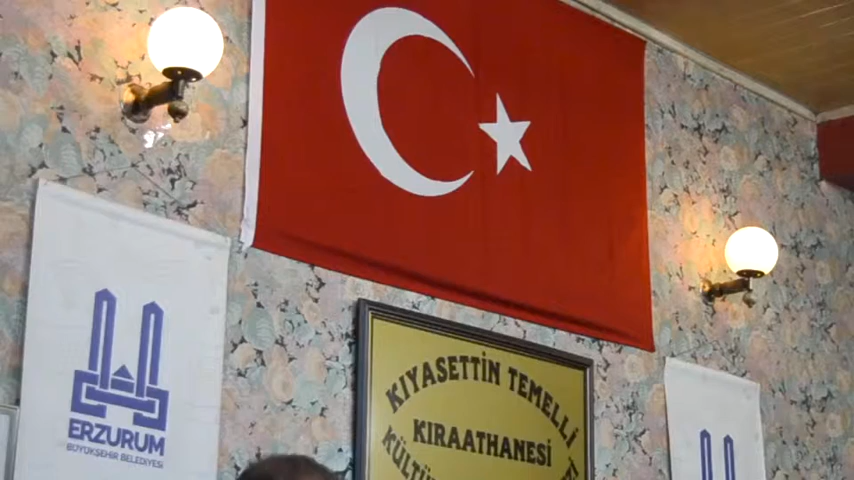 ERZURUM
BÜYÜKŞEHİR BELEDİYESİ
KIYASETTİN TEMELLİ
KIRAATHANESİ